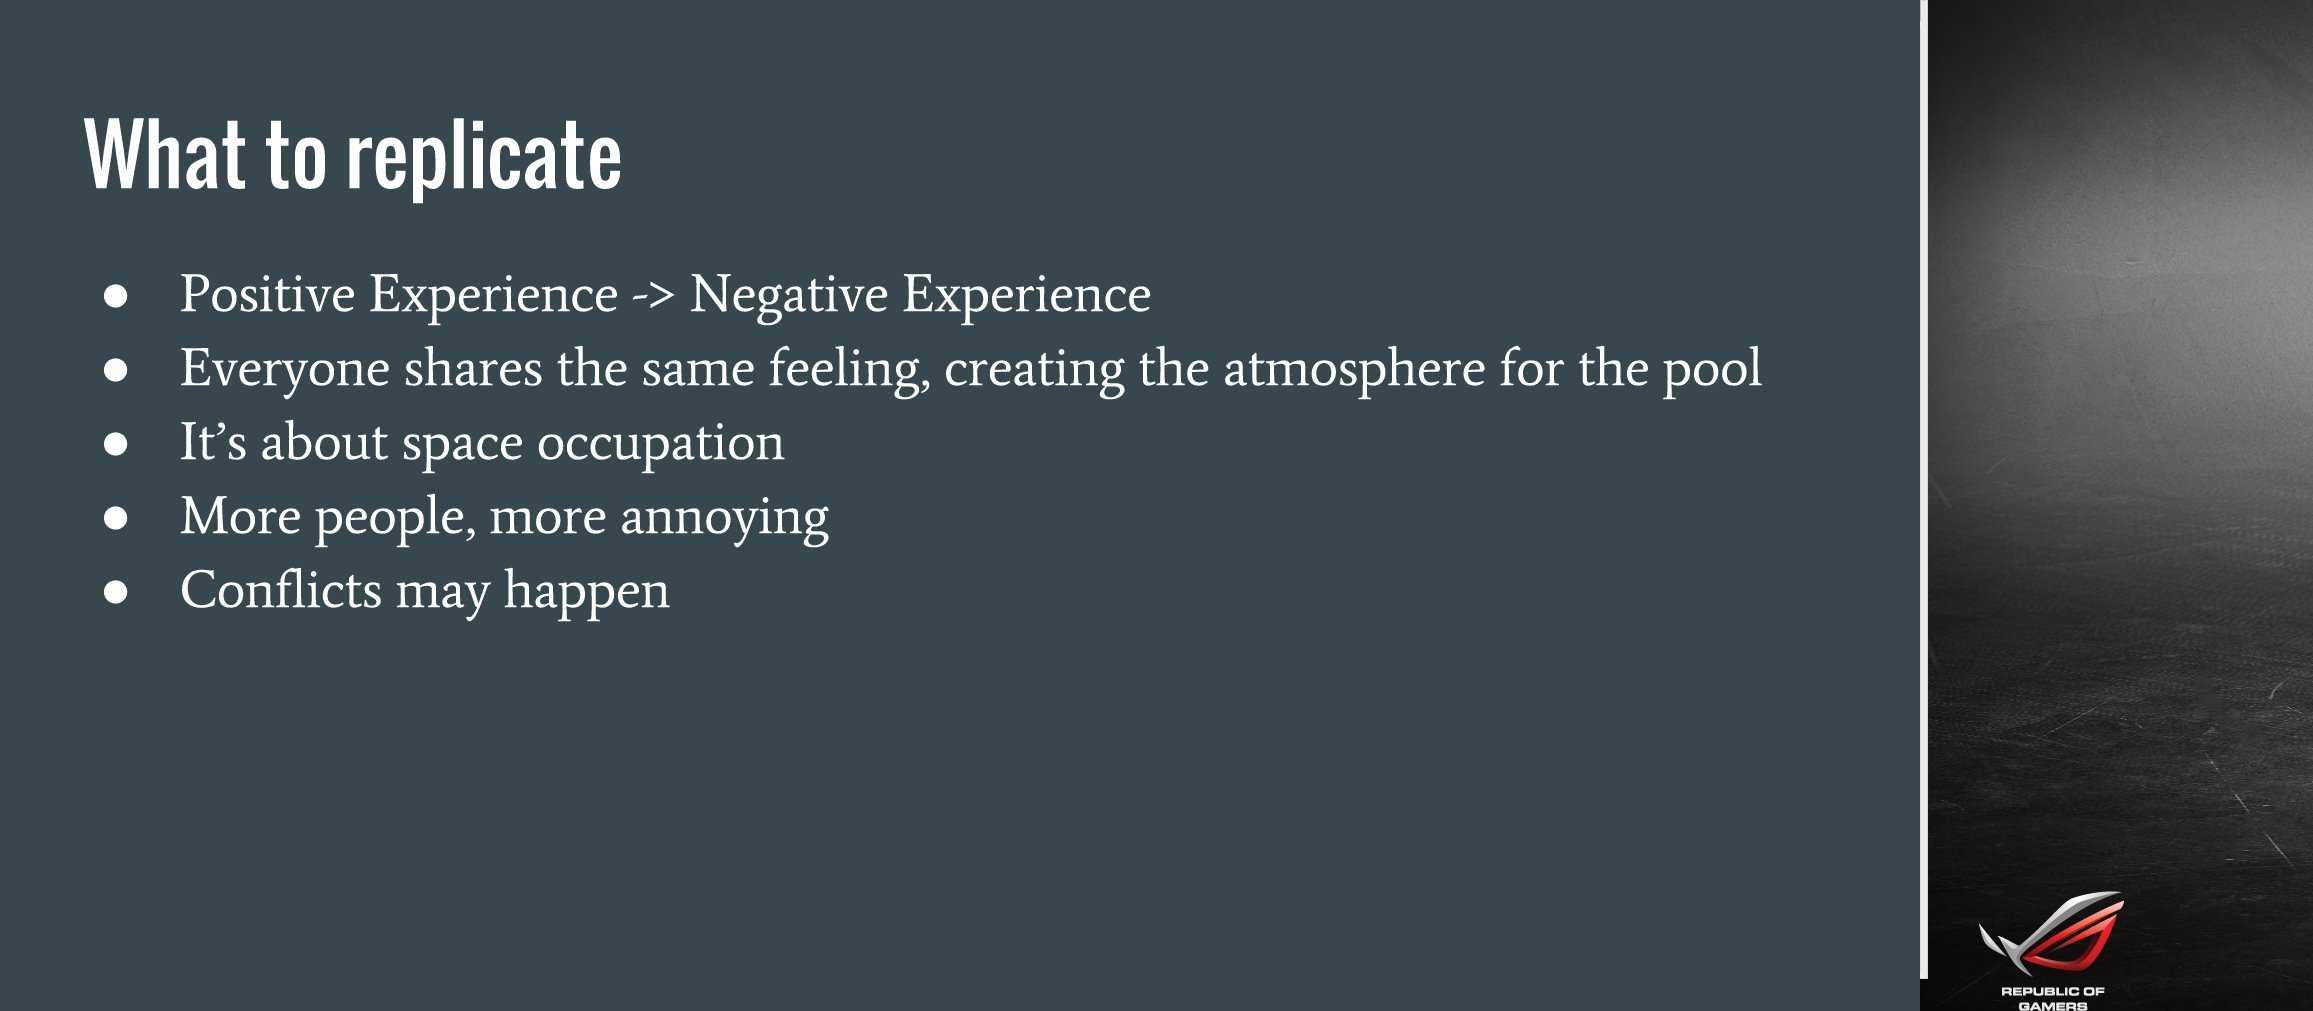 What to replicate
● Positive Experience -> Negative Experience
● Everyone shares the same feeling, creating the atmosphere for the pool
● It’s about space occupation
● More people, more annoying
● Conflicts may happen
REPUBLIC OF
GAMERS